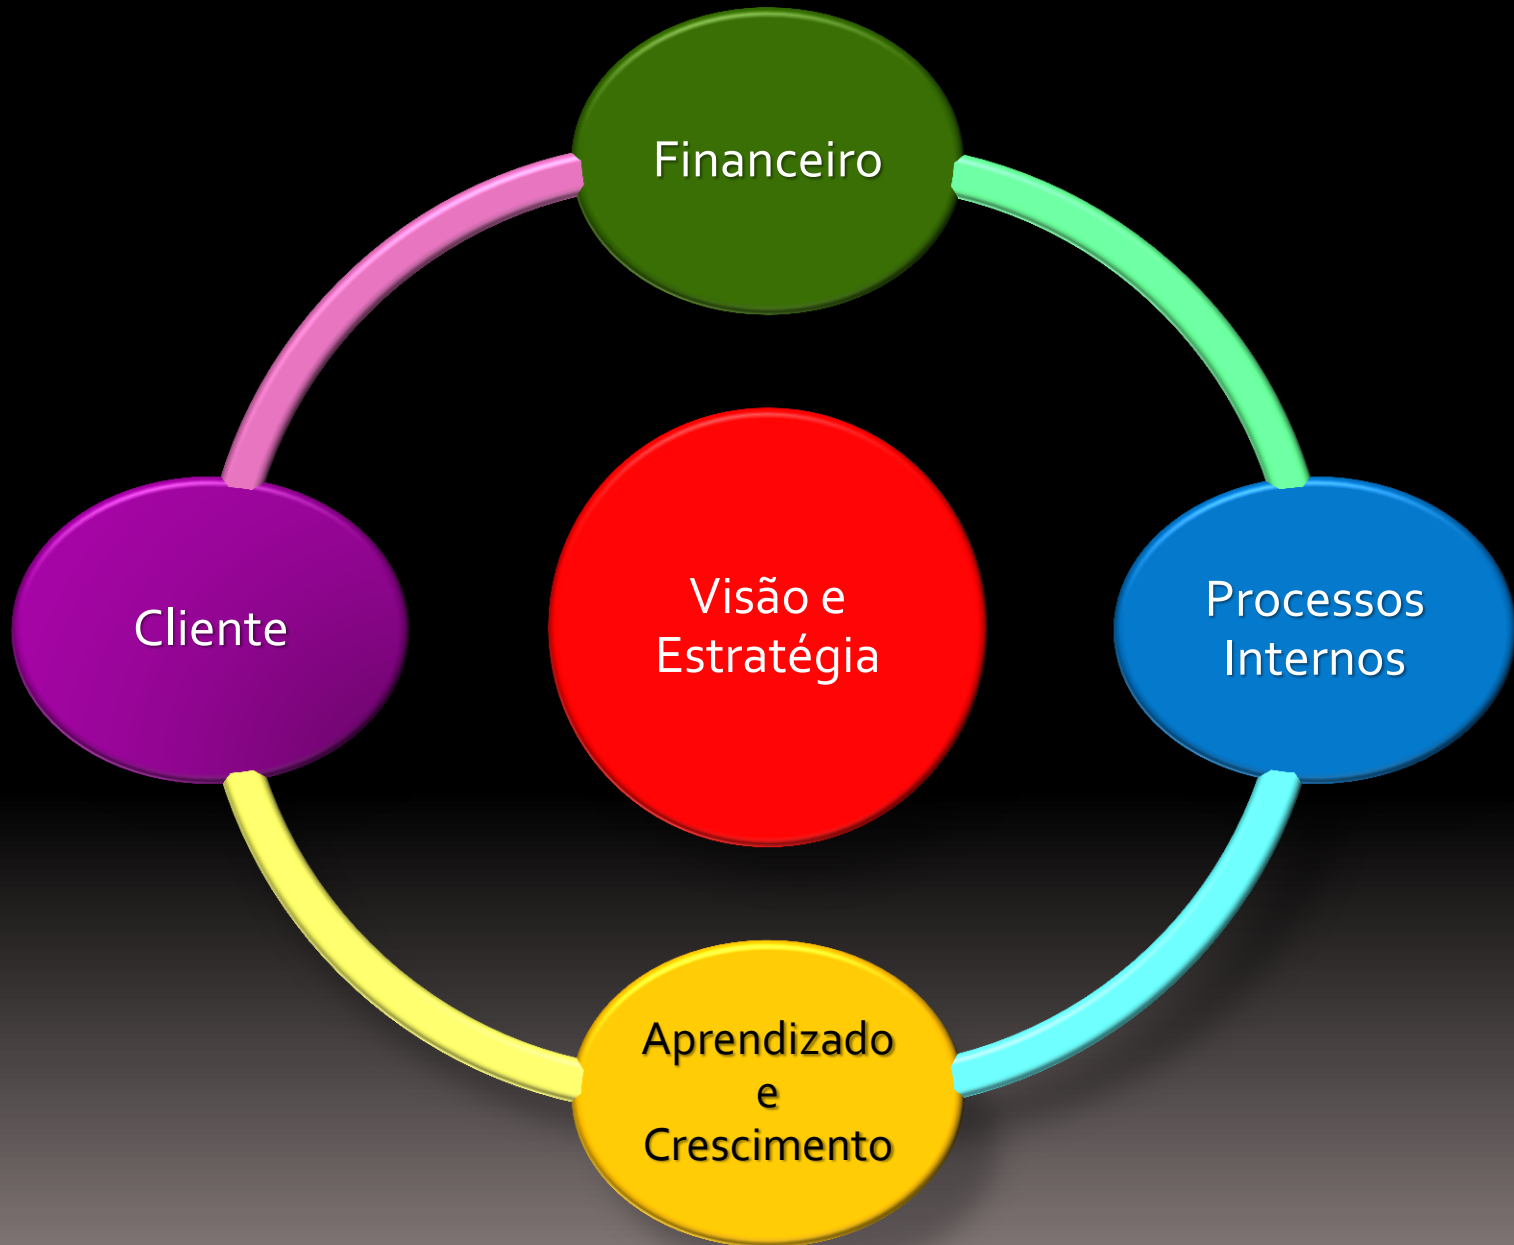 Financeiro
Cliente
Visão e
Estratégia
Processos
Internos
Aprendizado
e
Crescimento